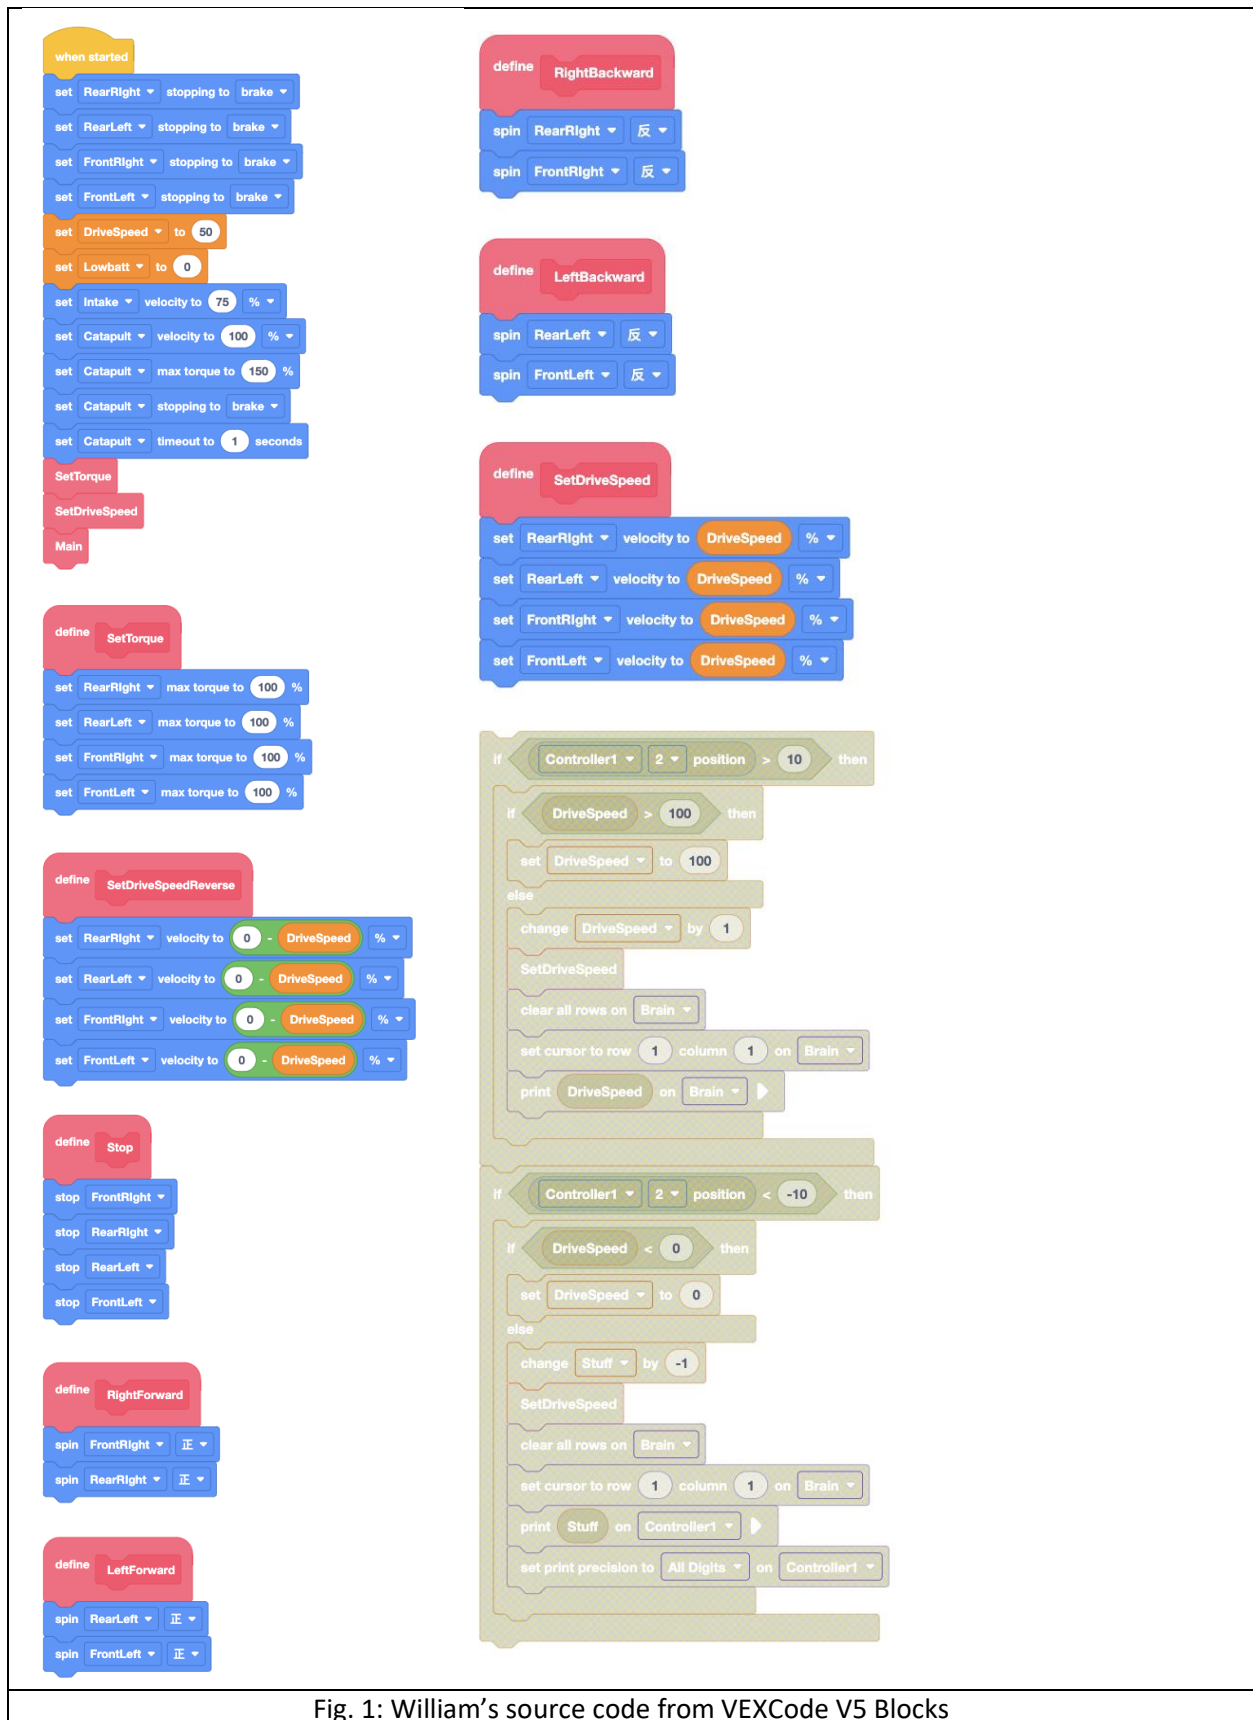 when started
set RearRIght stopping to brake
set RearLeft stopping to brake
set FrontRIght stopping to brake
set FrontLeft stopping to brake
set DriveSpeed to 50
set Lowbatt to 0
set Intake velocity to 75 %
set Catapult velocity to 100 %
set Catapult max torque to 150 %
set Catapult stopping to brake
set Catapult timeout to 1 seconds
SetTorque
SetDriveSpeed
Main
define SetTorque
set RearRIght max torque to 100 %
set RearLeft max torque to 100 %
set FrontRIght max torque to 100 %
set FrontLeft max torque to 100 %
define SetDriveSpeedReverse
set RearRIght velocity to 0 - DriveSpeed %
set RearLeft velocity to 0 - DriveSpeed %
set FrontRIght velocity to 0 - DriveSpeed %
set FrontLeft velocity to 0 - DriveSpeed %
define Stop
stop FrontRIght
stop RearRIght
stop RearLeft
stop FrontLeft
define RightForward
spin FrontRIght 正
spin RearRIght 正
define LeftForward
spin RearLeft 正
spin FrontLeft 正
define RightBackward
spin RearRIght 反
spin FrontRIght 反
define LeftBackward
spin RearLeft 反
spin FrontLeft 反
define SetDriveSpeed
set RearRIght velocity to DriveSpeed %
set RearLeft velocity to DriveSpeed %
set FrontRIght velocity to DriveSpeed %
set FrontLeft velocity to DriveSpeed %
if Controller1 2 position > 10 then
if DriveSpeed > 100 then
set DriveSpeed to 100
else
change DriveSpeed by 1
SetDriveSpeed
clear all rows on Brain
set cursor to row 1 column 1 on Brain
print DriveSpeed on Brain
if Controller1 2 position < -10 then
if DriveSpeed < 0 then
set DriveSpeed to 0
else
change Stuff by -1
SetDriveSpeed
clear all rows on Brain
set cursor to row 1 column 1 on Brain
print Stuff on Controller1
set print precision to All Digits on Controller1
Fig. 1: William's source code from VEXCode V5 Blocks